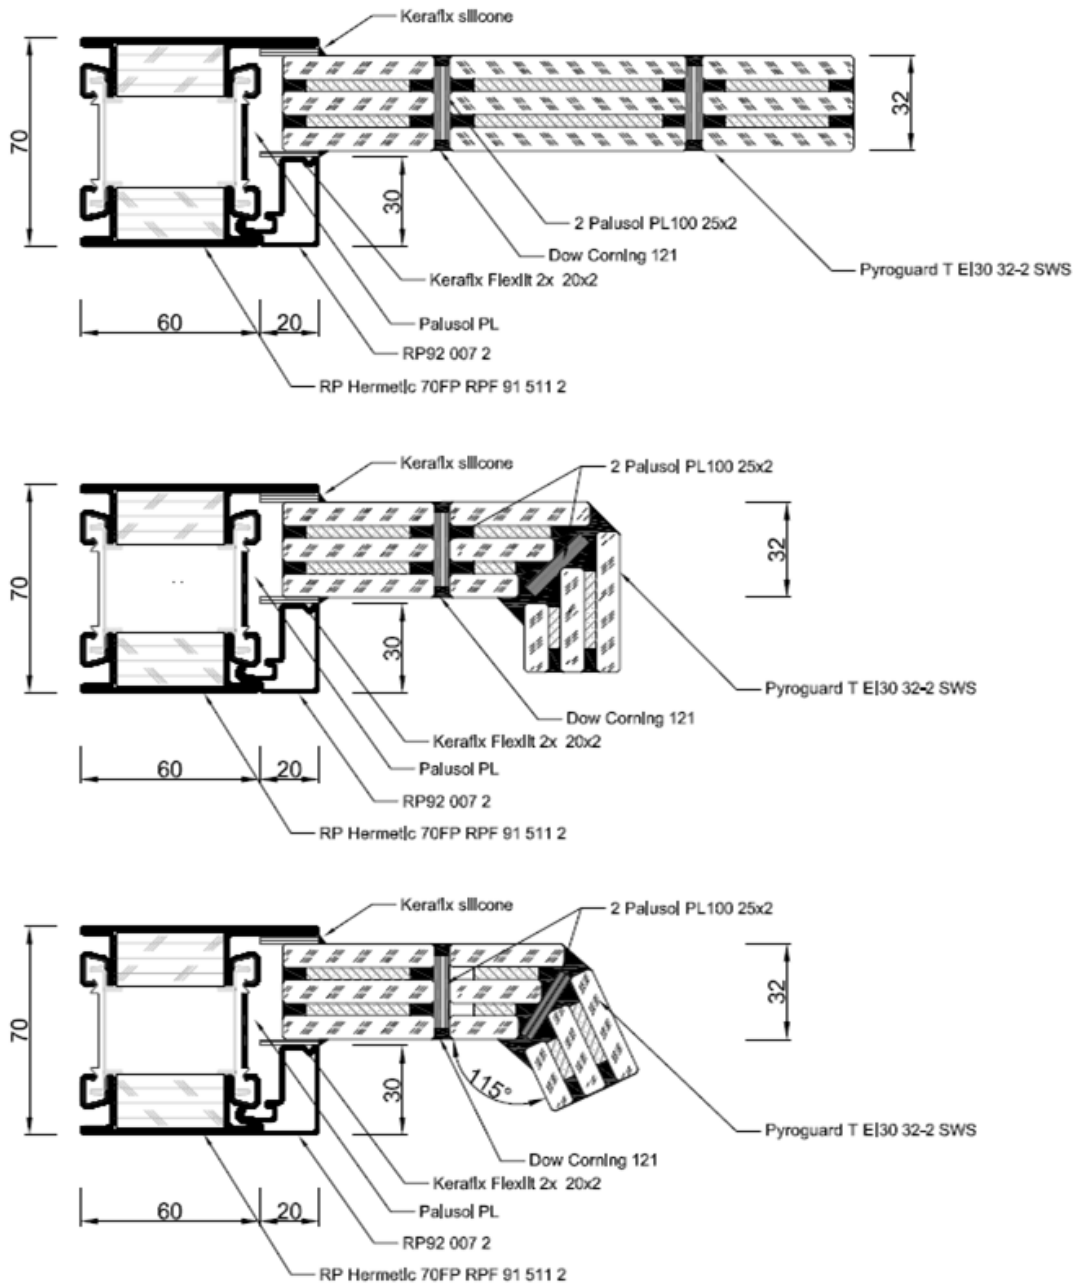 Kerafix silicone
70
32
30
2 Palusol PL100 25x2
Dow Corning 121
Pyroguard T EI30 32-2 SWS
Kerafix Flexlit 2x 20x2
60
20
Palusol PL
RP92 007 2
RP Hermetic 70FP RPF 91 511 2
Kerafix silicone
2 Palusol PL100 25x2
70
32
30
Pyroguard T EI30 32-2 SWS
Dow Corning 121
Kerafix Flexlit 2x 20x2
60
20
Palusol PL
RP92 007 2
RP Hermetic 70FP RPF 91 511 2
Kerafix silicone
2 Palusol PL100 25x2
70
32
30
115°
Pyroguard T EI30 32-2 SWS
Dow Corning 121
Kerafix Flexlit 2x 20x2
60
20
Palusol PL
RP92 007 2
RP Hermetic 70FP RPF 91 511 2